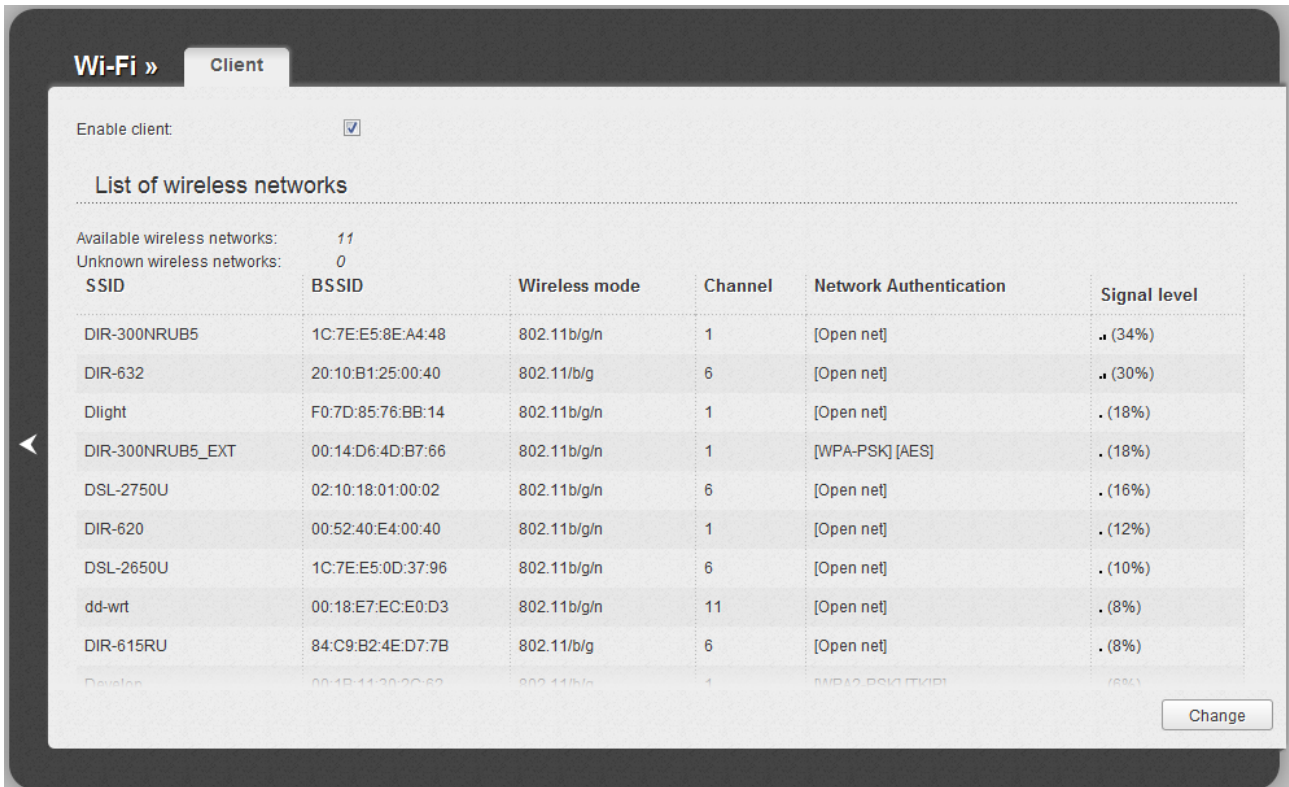 Wi-Fi » Client
Enable client:
List of wireless networks
Available wireless networks: 11
Unknown wireless networks: 0
SSID BSSID Wireless mode Channel Network Authentication Signal level
DIR-300NRUB5 1C:7E:E5:8E:A4:48 802.11b/g/n 1 [Open net] (34%)
DIR-632 20:10:B1:25:00:40 802.11/b/g 6 [Open net] (30%)
Dlight F0:7D:85:76:BB:14 802.11b/g/n 1 [Open net] (18%)
DIR-300NRUB5_EXT 00:14:D6:4D:B7:66 802.11b/g/n 1 [WPA-PSK] [AES] (18%)
DSL-2750U 02:10:18:01:00:02 802.11b/g/n 6 [Open net] (16%)
DIR-620 00:52:40:E4:00:40 802.11b/g/n 1 [Open net] (12%)
DSL-2650U 1C:7E:E5:0D:37:96 802.11b/g/n 6 [Open net] (10%)
dd-wrt 00:18:E7:EC:E0:D3 802.11b/g/n 11 [Open net] (8%)
DIR-615RU 84:C9:B2:4E:D7:7B 802.11/b/g 6 [Open net] (8%)
802.11/b/g 1 [WPA2-PSK] [TKIP] (6%)
Change